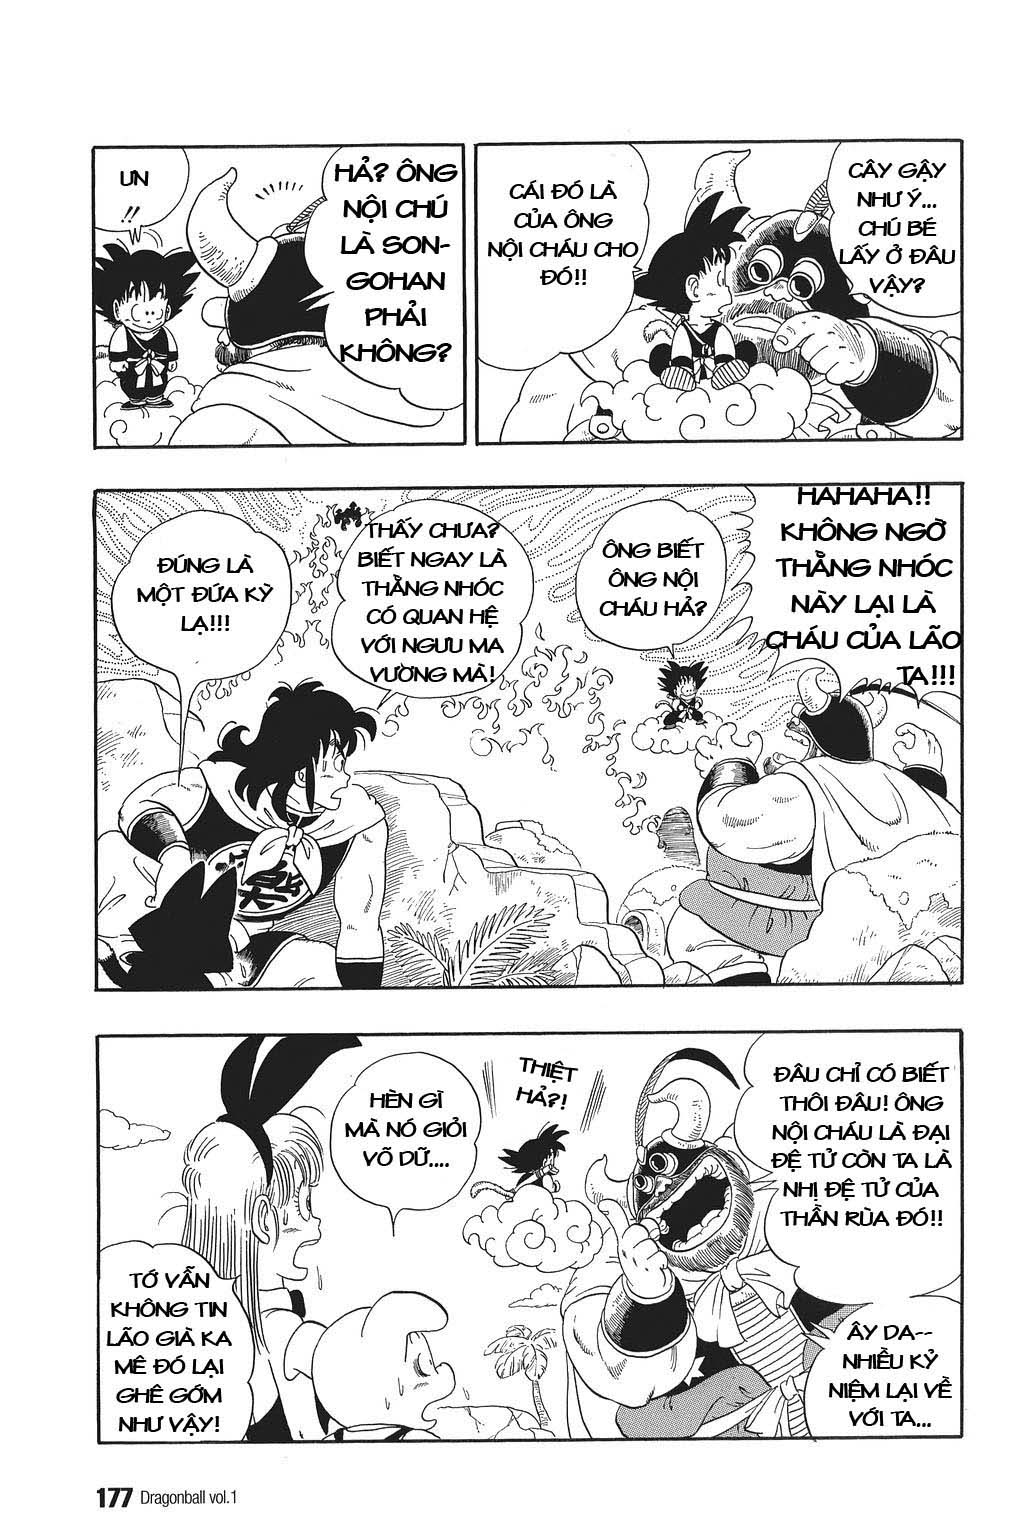 CÂY GẬY
NHƯ Ý...
CHÚ BÉ
LẤY Ở ĐÂU
VẬY?
CÁI ĐÓ LÀ
CỦA ÔNG
NỘI CHÁU CHO
ĐÓ!!
HẢ? ÔNG
NỘI CHÚ
LÀ SON-
GOHAN
PHẢI
KHÔNG?
ƯN
!!
HAHAHA!!
KHÔNG NGỜ
THẰNG NHÓC
NÀY LẠI LÀ
CHÁU CỦA LÃO
TA!!!
ÔNG BIẾT
ÔNG NỘI
CHÁU HẢ?
THẤY CHƯA?
BIẾT NGAY LÀ
THẰNG NHÓC
CÓ QUAN HỆ
VỚI NGƯU MA
VƯƠNG MÀ!
ĐÚNG LÀ
MỘT ĐỨA KỲ
LẠ!!!
ĐÂU CHỈ CÓ BIẾT
THÔI ĐÂU! ÔNG
NỘI CHÁU LÀ ĐẠI
ĐỆ TỬ CÒN TA LÀ
NHỊ ĐỆ TỬ CỦA
THẦN RÙA ĐÓ!!
ÂY DA--
NHIỀU KỶ
NIỆM LẠI VỀ
VỚI TA...
THIỆT
HẢ?!
HÈN GÌ
MÀ NÓ GIỎI
VÕ DỮ....
TỚ VẪN
KHÔNG TIN
LÃO GIÀ KA
MÊ ĐÓ LẠI
GHÊ GỚM
NHƯ VẬY!
177 Dragonball vol.1